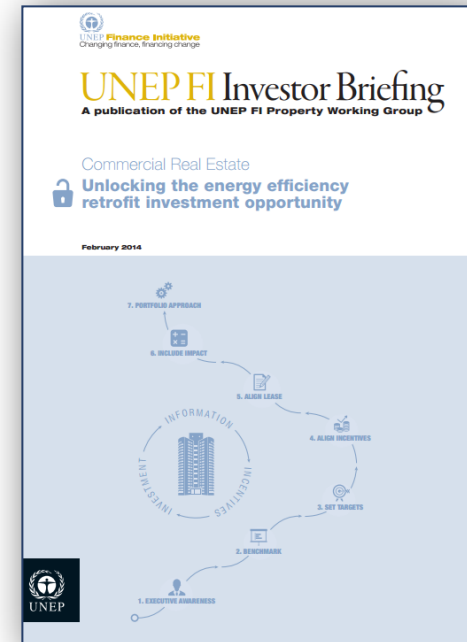 UNEP Finance Initiative
Changing finance, financing change
UNEP FI Investor Briefing
A publication of the UNEP FI Property Working Group
Commercial Real Estate
Unlocking the energy efficiency
retrofit investment opportunity
February 2014
7. PORTFOLIO APPROACH
6. INCLUDE IMPACT
5. ALIGN LEASE
4. ALIGN INCENTIVES
INFORMATION
INCENTIVES
INVESTMENT
3. SET TARGETS
2. BENCHMARK
1. EXECUTIVE AWARENESS
UNEP